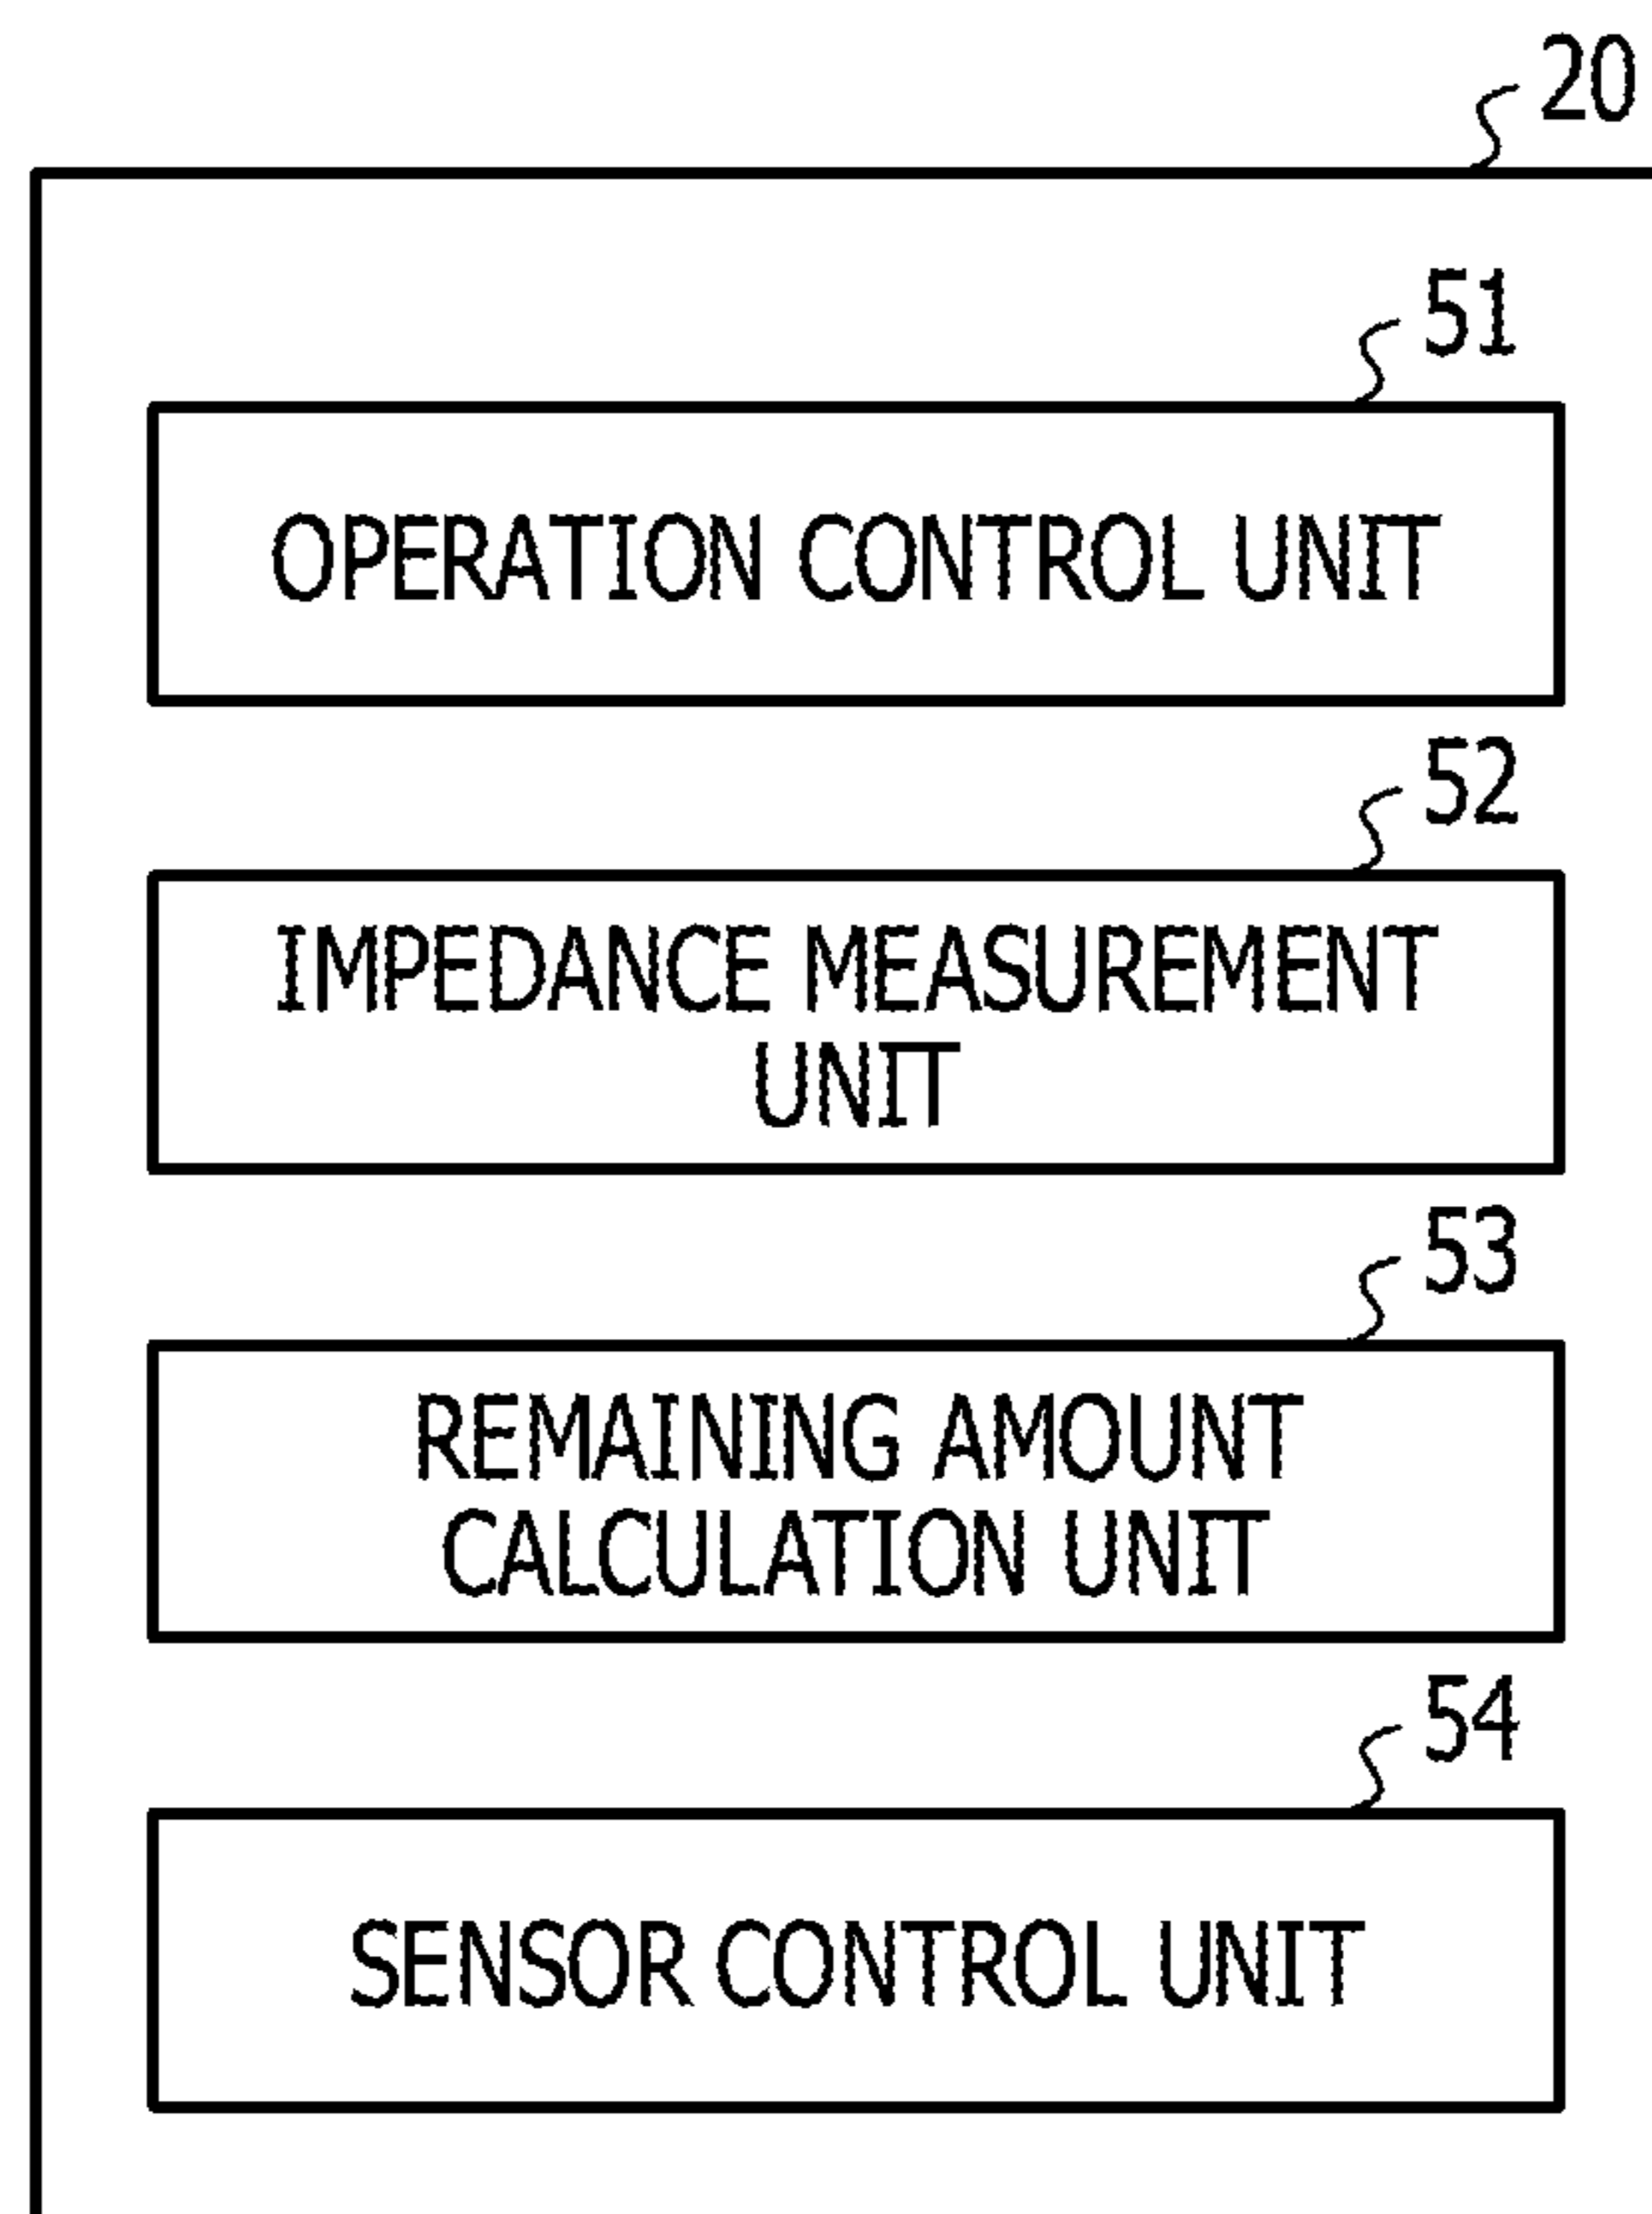 20
51
OPERATION CONTROL UNIT
52
IMPEDANCE MEASUREMENT
UNIT
53
REMAINING AMOUNT
CALCULATION UNIT
54
SENSOR CONTROL UNIT